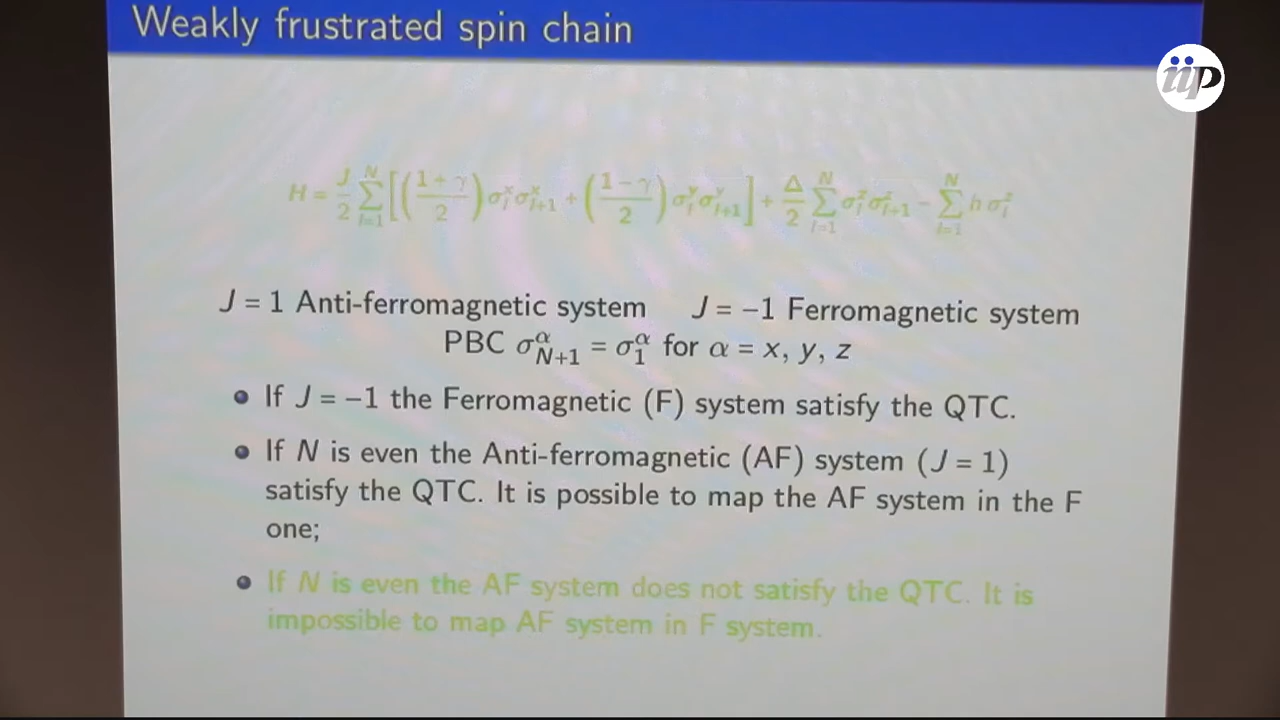 Weakly frustrated spin chain
iip
H = J/2 ∑_{l=1}^{N} [((1+γ)/2) σ_l^x σ_{l+1}^x + ((1−γ)/2) σ_l^y σ_{l+1}^y] + Δ/2 ∑_{l=1}^{N} σ_l^z σ_{l+1}^z − ∑_{l=1}^{N} h σ_l^z
J = 1 Anti-ferromagnetic system J = −1 Ferromagnetic system
PBC σ_{N+1}^α = σ_1^α for α = x, y, z
If J = −1 the Ferromagnetic (F) system satisfy the QTC.
If N is even the Anti-ferromagnetic (AF) system (J = 1)
satisfy the QTC. It is possible to map the AF system in the F
one;
If N is even the AF system does not satisfy the QTC. It is
impossible to map AF system in F system.